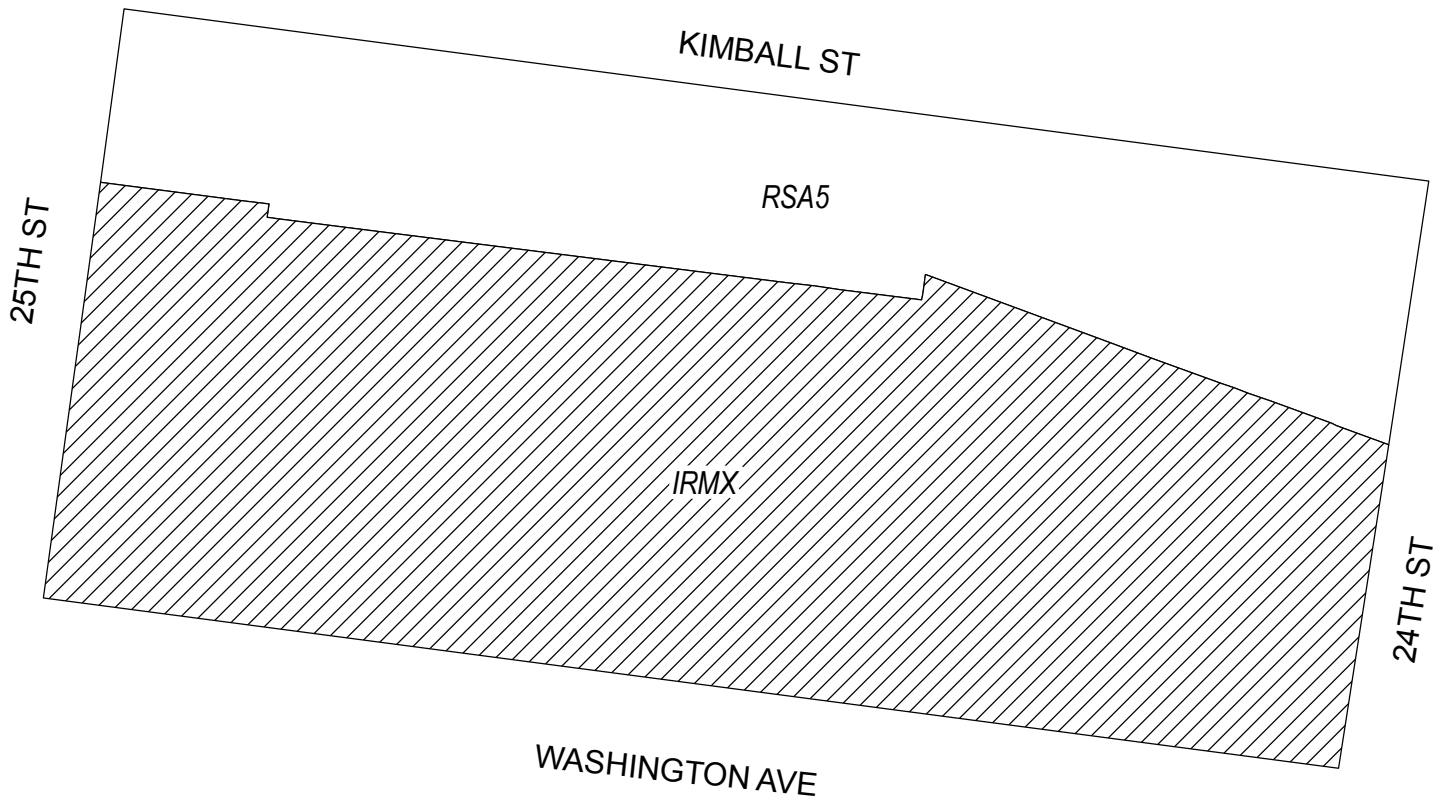 KIMBALL ST
RSA5
25TH ST
IRMX
24TH ST
WASHINGTON AVE